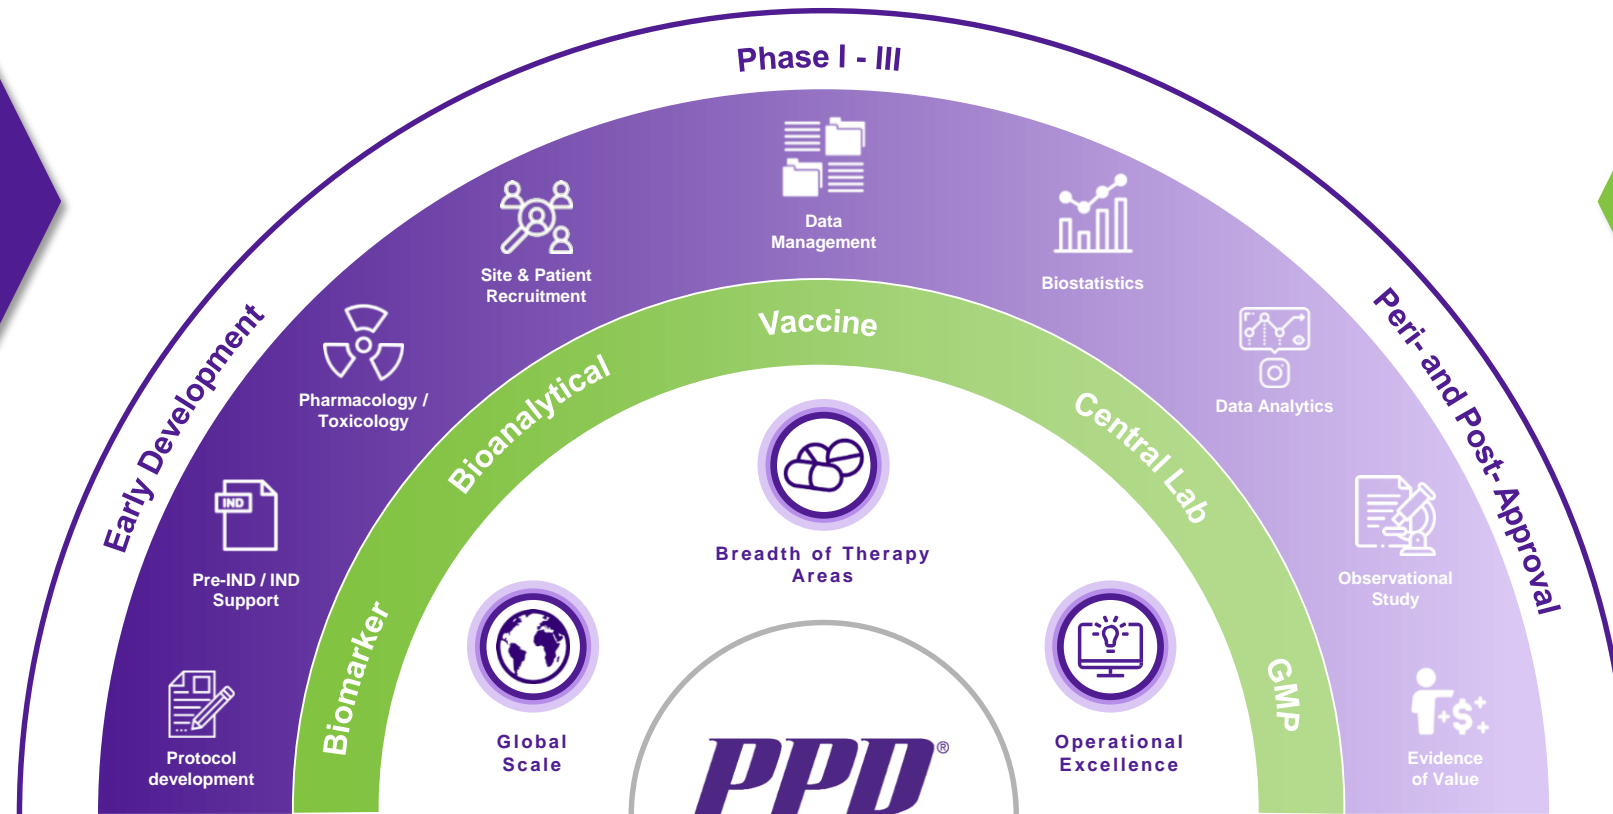 Phase I - III
Early Development
Peri- and Post- Approval
Protocol
development
IND
Pre-IND / IND
Support
Pharmacology /
Toxicology
Site & Patient
Recruitment
Data
Management
Biostatistics
Data Analytics
Observational
Study
Evidence
of Value
Biomarker
Bioanalytical
Vaccine
Central Lab
GMP
Global
Scale
Breadth of Therapy
Areas
Operational
Excellence
PPD®